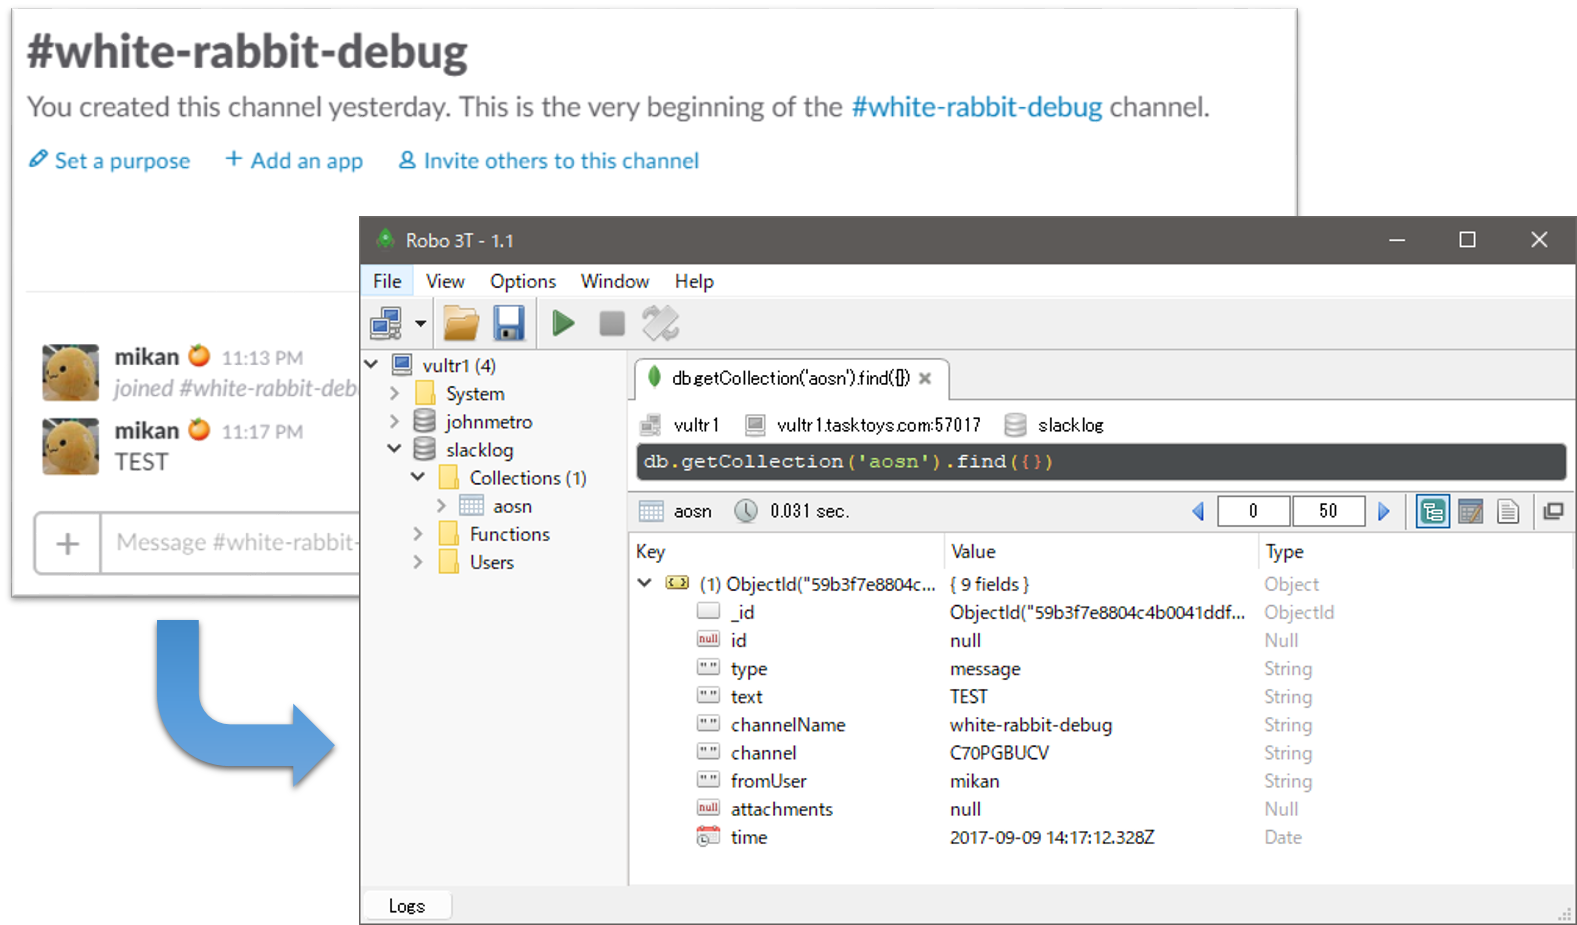 #white-rabbit-debug
You created this channel yesterday. This is the very beginning of the #white-rabbit-debug channel.
Set a purpose + Add an app Invite others to this channel
mikan 11:13 PM
joined #white-rabbit-deb
mikan 11:17 PM
TEST
+ Message #white-rabbit-
Robo 3T - 1.1
File View Options Window Help
vultr1 (4)
System
johnmetro
slacklog
Collections (1)
aosn
Functions
Users
db.getCollection('aosn').find({})
vultr1 vultr1.tasktoys.com:57017 slacklog
db.getCollection('aosn').find({})
aosn 0.031 sec. 0 50
Key Value Type
(1) ObjectId("59b3f7e8804c... { 9 fields } Object
_id ObjectId("59b3f7e8804c4b0041ddf... ObjectId
null id null Null
"" type message String
"" text TEST String
"" channelName white-rabbit-debug String
"" channel C70PGBUCV String
"" fromUser mikan String
null attachments null Null
time 2017-09-09 14:17:12.328Z Date
Logs